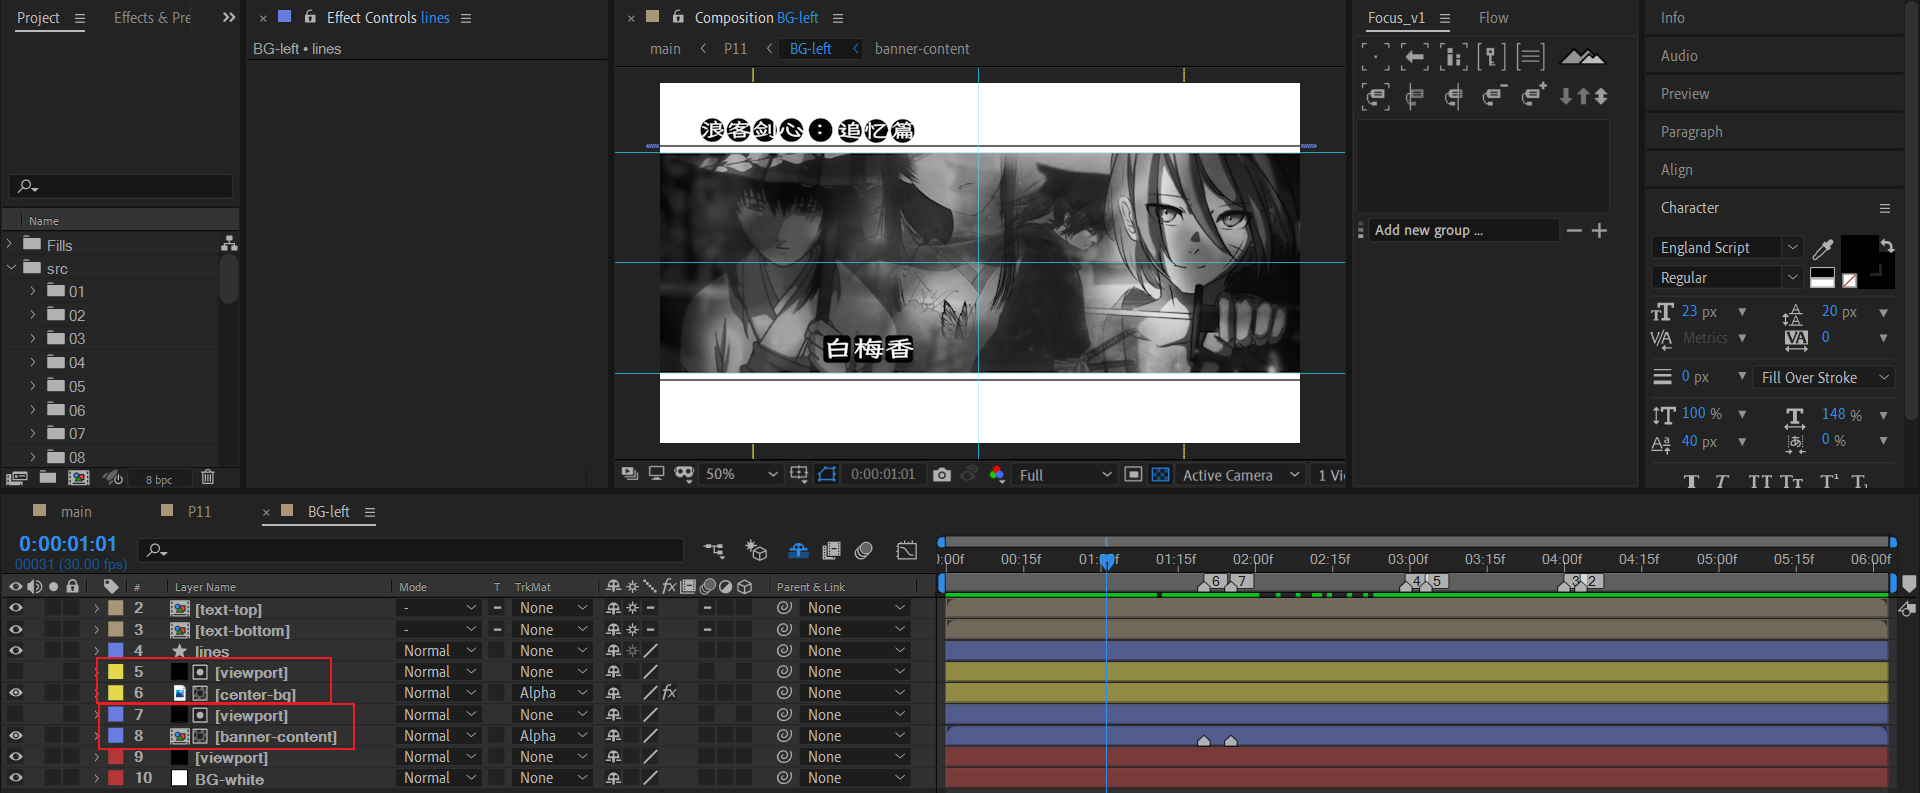 Project
Effects & Pre
Effect Controls lines
Composition BG-left
Focus_v1
Flow
Info
BG-left • lines
main
P11
BG-left
banner-content
Audio
Preview
Paragraph
Align
Character
浪客剑心：追忆篇
白梅香
Name
Fills
src
01
02
03
04
05
06
07
08
8 bpc
Add new group ...
England Script
Regular
23 px
20 px
Metrics
0
0 px
Fill Over Stroke
100 %
148 %
40 px
0 %
50%
0:00:01:01
Full
Active Camera
1 Vi
main
P11
BG-left
0:00:01:01
00031 (30.00 fps)
:00f
00:15f
01:00f
01:15f
02:00f
02:15f
03:00f
03:15f
04:00f
04:15f
05:00f
05:15f
06:00f
6
7
4
5
3
2
#
Layer Name
Mode
T
TrkMat
Parent & Link
2 [text-top] - None None
3 [text-bottom] - None None
4 lines Normal None None
5 [viewport] Normal None None
6 [center-bg] Normal Alpha None
7 [viewport] Normal None None
8 [banner-content] Normal Alpha None
9 [viewport] Normal None None
10 BG-white Normal None None